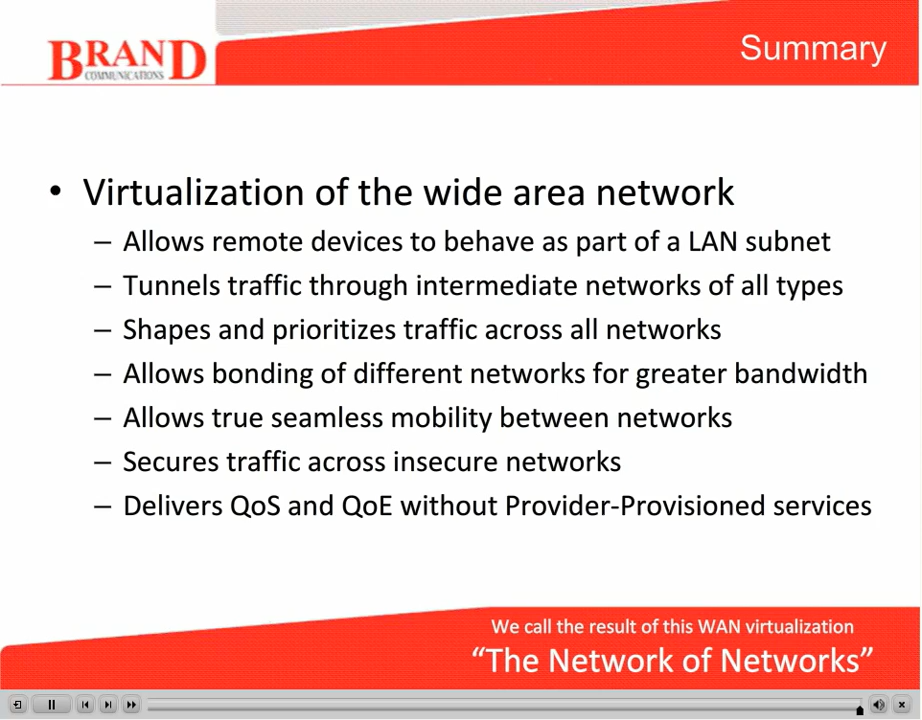 BRAND
COMMUNICATIONS
Summary
• Virtualization of the wide area network
– Allows remote devices to behave as part of a LAN subnet
– Tunnels traffic through intermediate networks of all types
– Shapes and prioritizes traffic across all networks
– Allows bonding of different networks for greater bandwidth
– Allows true seamless mobility between networks
– Secures traffic across insecure networks
– Delivers QoS and QoE without Provider-Provisioned services
We call the result of this WAN virtualization
“The Network of Networks”